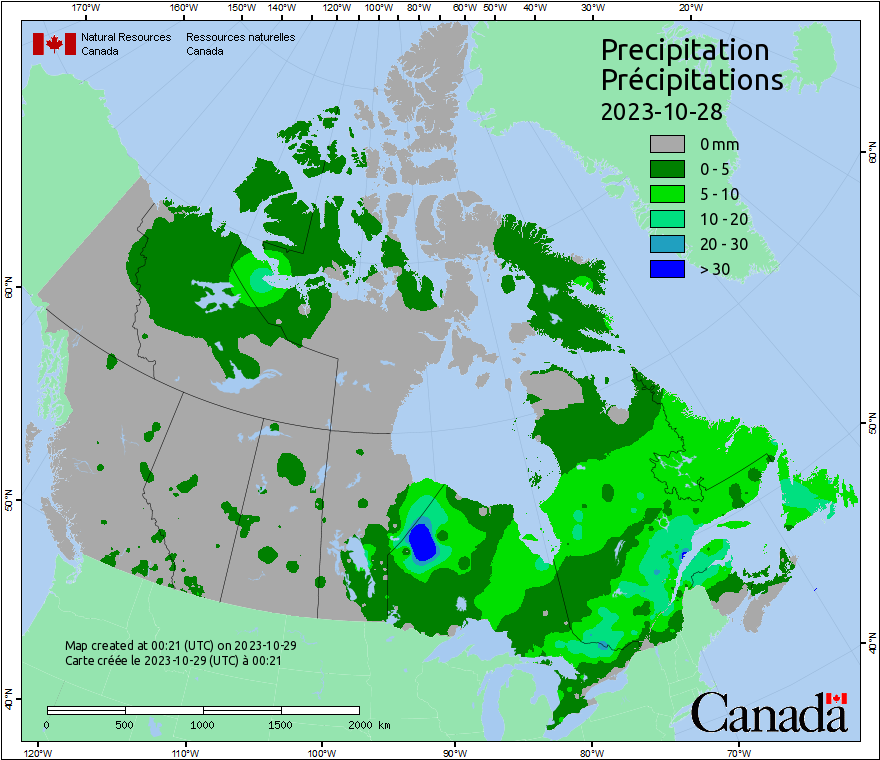 170°W 160°W 150°W 140°W 130°W 120°W 110°W 100°W 90°W 80°W 70°W 60°W 50°W 40°W 30°W 20°W
Natural Resources Ressources naturelles
Canada Canada
Precipitation
Précipitations
2023-10-28
0 mm
0 - 5
5 - 10
10 - 20
20 - 30
> 30
60°N
50°N
40°N
60°N
50°N
40°N
Map created at 00:21 (UTC) on 2023-10-29
Carte créée le 2023-10-29 (UTC) à 00:21
0 500 1000 1500 2000 km
Canada
120°W 110°W 100°W 90°W 80°W 70°W